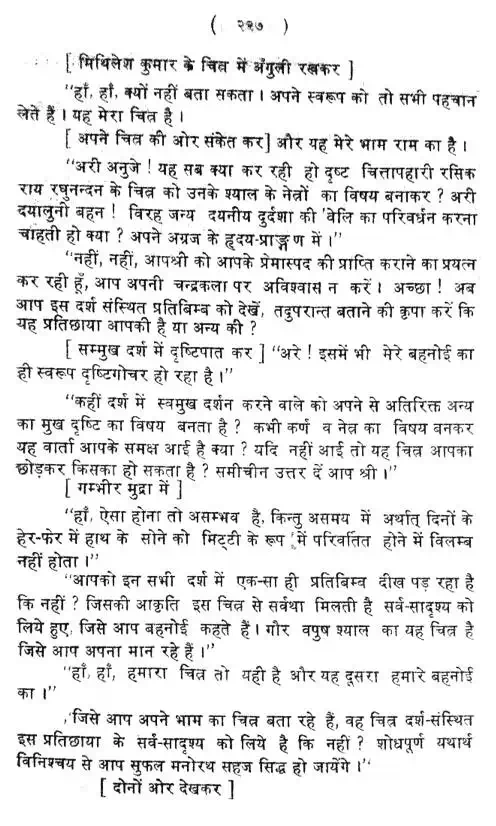 ( २२७ )
[ मिथिलेश कुमार के चित्र में अँगुली रखकर ]
"हाँ, हाँ, क्यों नहीं बता सकता । अपने स्वरूप को तो सभी पहचान
लेते हैं । यह मेरा चित्र है ।
[ अपने चित्र की ओर संकेत कर] और यह मेरे भाम राम का है ।
"अरी अनुजे ! यह सब क्या कर रही हो दृष्ट चित्तापहारी रसिक
राय रघुनन्दन के चित्र को उनके श्याल के नेत्रों का विषय बनाकर ? अरी
दयालुनी बहन ! विरह जन्य दयनीय दुर्दशा की बेलि का परिवर्धन करना
चाहती हो क्या ? अपने अग्रज के हृदय-प्राङ्गण में ।"
"नहीं, नहीं, आपश्री को आपके प्रेमास्पद की प्राप्ति कराने का प्रयत्न
कर रही हूँ, आप अपनी चन्द्रकला पर अविश्वास न करें । अच्छा ! अब
आप इस दर्श संस्थित प्रतिबिम्ब को देखें, तदुपरान्त बताने की कृपा करें कि
यह प्रतिछाया आपकी है या अन्य की ?
[ सम्मुख दर्श में दृष्टिपात कर ] "अरे ! इसमें भी मेरे बहनोई का
ही स्वरूप दृष्टिगोचर हो रहा है ।"
"कहीं दर्श में स्वमुख दर्शन करने वाले को अपने से अतिरिक्त अन्य
का मुख दृष्टि का विषय बनता है ? कभी कर्ण व नेत्र का विषय बनकर
यह वार्ता आपके समक्ष आई है क्या ? यदि नहीं आई तो यह चित्र आपका
छोड़कर किसका हो सकता है ? समीचीन उत्तर दें आप श्री ।"
[ गम्भीर मुद्रा में ]
"हाँ, ऐसा होना तो असम्भव है, किन्तु असमय में अर्थात् दिनों के
हेर-फेर में हाथ के सोने को मिट्टी के रूप में परिवर्तित होने में विलम्ब
नहीं होता ।"
"आपको इन सभी दर्श में एक-सा ही प्रतिबिम्ब दीख पड़ रहा है
कि नहीं ? जिसकी आकृति इस चित्र से सर्वथा मिलती है सर्व-सादृश्य को
लिये हुए, जिसे आप बहनोई कहते हैं । गौर वपुष श्याल का यह चित्र है
जिसे आप अपना मान रहे हैं ।"
"हाँ, हाँ, हमारा चित्र तो यही है और यह दूसरा हमारे बहनोई
का ।"
"जिसे आप अपने भाम का चित्र बता रहे हैं, वह चित्र दर्श-संस्थित
इस प्रतिछाया के सर्व-सादृश्य को लिये है कि नहीं ? शोधपूर्ण यथार्थ
विनिश्चय से आप सुफल मनोरथ सहज सिद्ध हो जायेंगे ।"
[ दोनों ओर देखकर ]